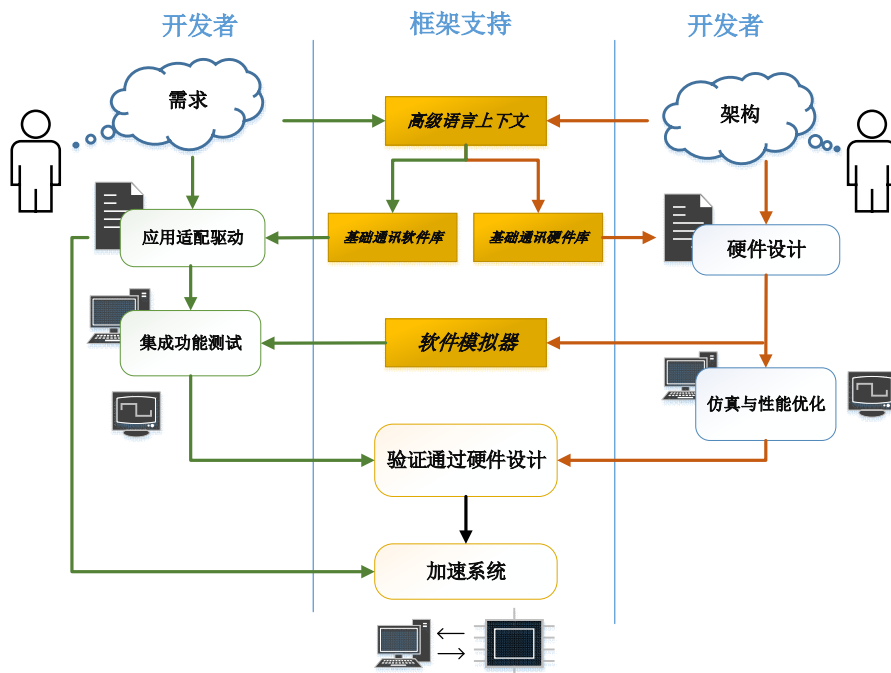 开发者
框架支持
开发者
需求
高级语言上下文
架构
应用适配驱动
基础通讯软件库
基础通讯硬件库
硬件设计
集成功能测试
软件模拟器
仿真与性能优化
验证通过硬件设计
加速系统